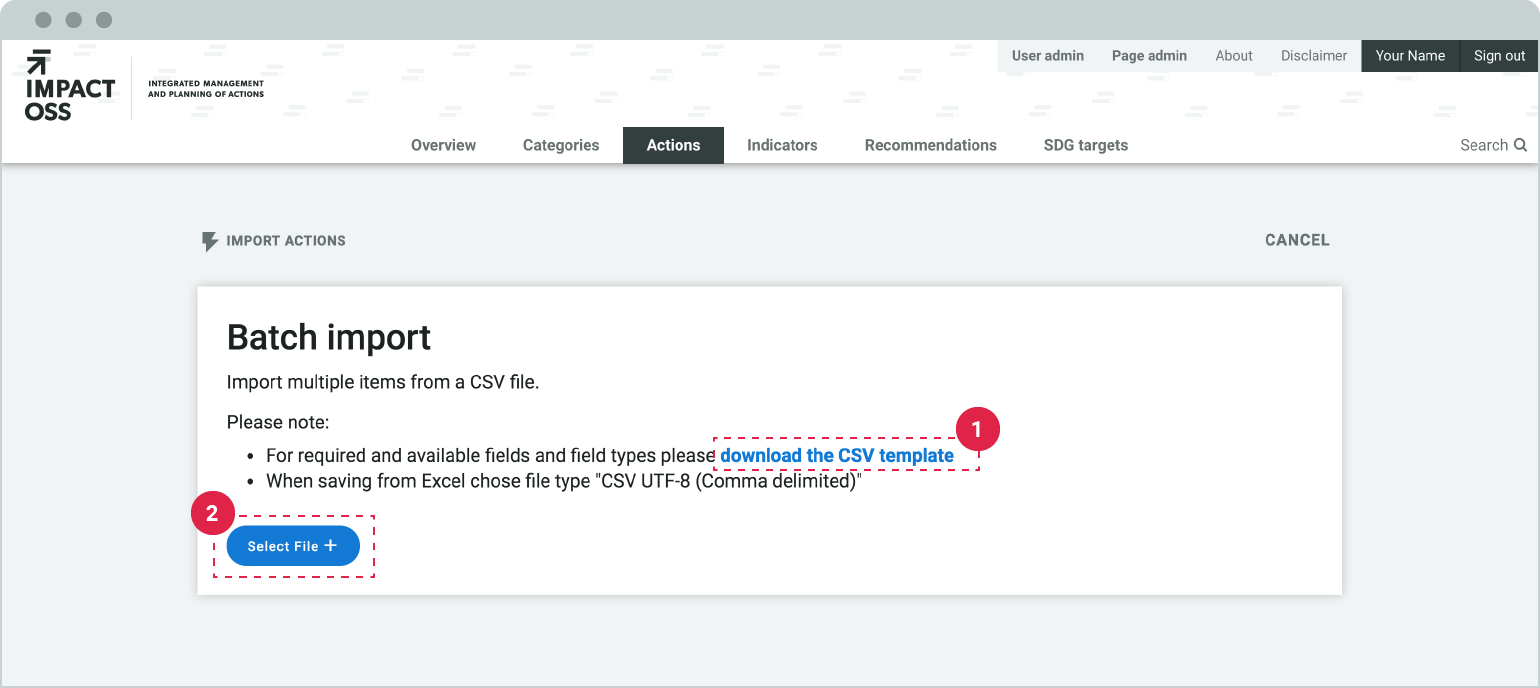 User admin Page admin About Disclaimer Your Name Sign out
IMPACT
OSS
INTEGRATED MANAGEMENT
AND PLANNING OF ACTIONS
Overview Categories Actions Indicators Recommendations SDG targets Search
IMPORT ACTIONS CANCEL
Batch import
Import multiple items from a CSV file.
Please note:
1
• For required and available fields and field types please download the CSV template
• When saving from Excel chose file type "CSV UTF-8 (Comma delimited)"
2
Select File +